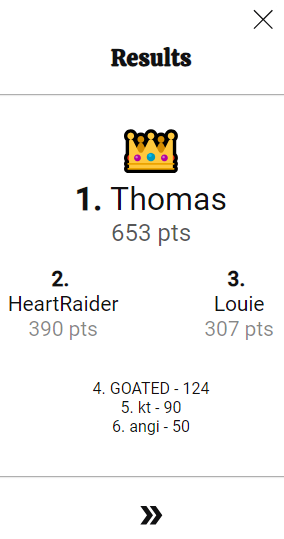 Results
1. Thomas
653 pts
2.
HeartRaider
390 pts
3.
Louie
307 pts
4. GOATED - 124
5. kt - 90
6. angi - 50